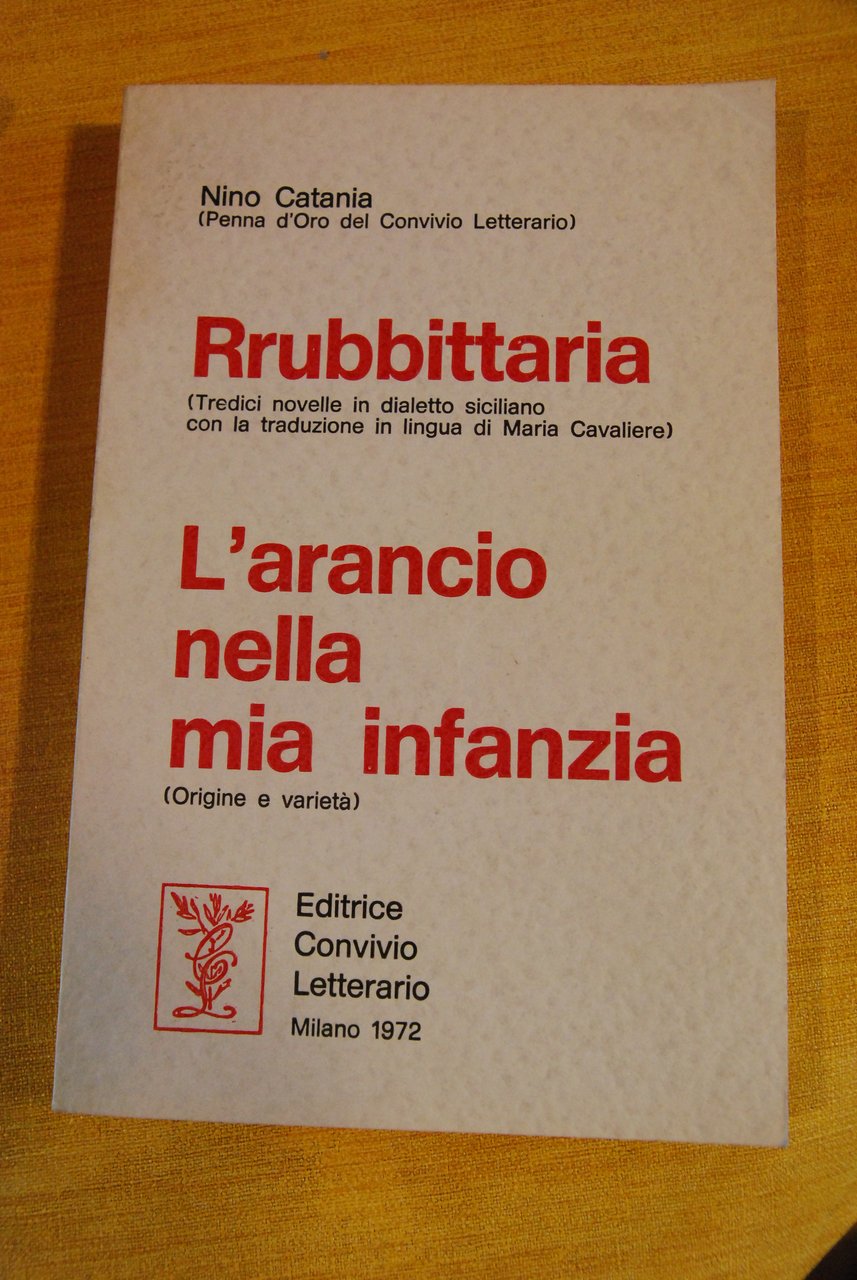 Nino Catania
(Penna d'Oro del Convivio Letterario)
Rrubbittaria
(Tredici novelle in dialetto siciliano
con la traduzione in lingua di Maria Cavaliere)
L'arancio
nella
mia infanzia
(Origine e varietà)
Editrice
Convivio
Letterario
Milano 1972